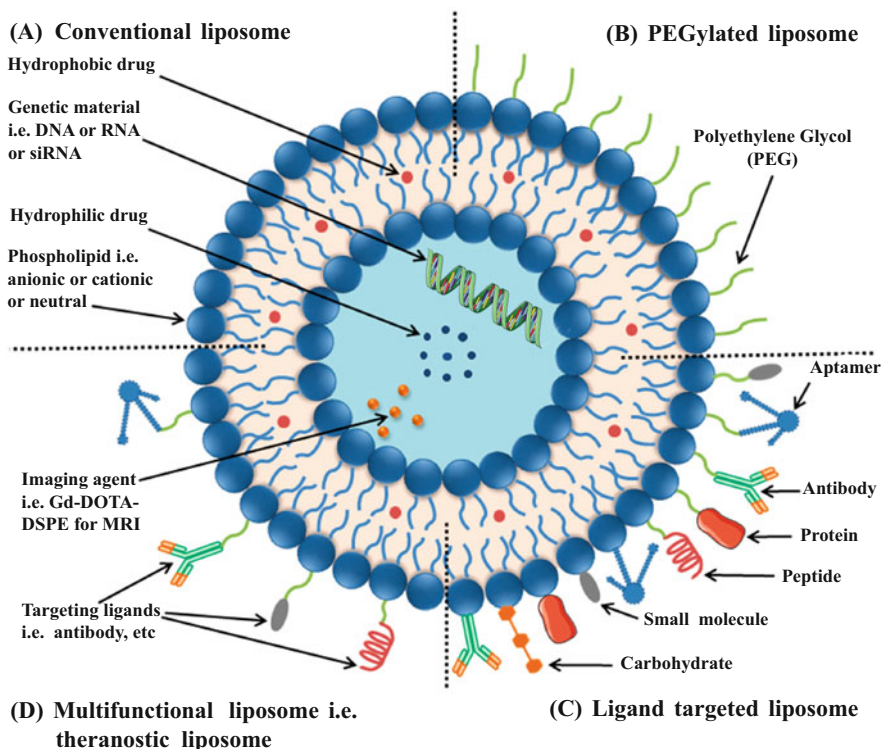 (A) Conventional liposome
(B) PEGylated liposome
Hydrophobic drug
Genetic material
i.e. DNA or RNA
or siRNA
Hydrophilic drug
Phospholipid i.e.
anionic or cationic
or neutral
Polyethylene Glycol
(PEG)
Aptamer
Antibody
Protein
Peptide
Small molecule
Carbohydrate
Imaging agent
i.e. Gd-DOTA-
DSPE for MRI
Targeting ligands
i.e. antibody, etc
(D) Multifunctional liposome i.e.
theranostic liposome
(C) Ligand targeted liposome